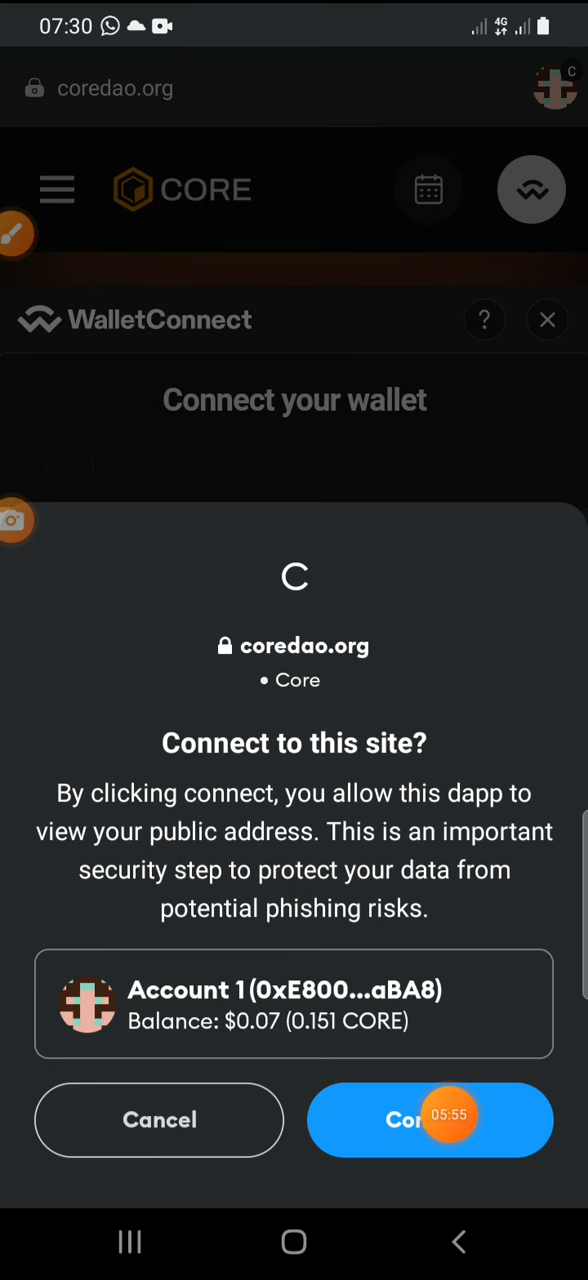 07:30
4G
coredao.org
C
CORE
WalletConnect
?
Connect your wallet
WalletConnect
coredao.org
• Core
Connect to this site?
By clicking connect, you allow this dapp to
view your public address. This is an important
security step to protect your data from
potential phishing risks.
Account 1 (0xE800...aBA8)
Balance: $0.07 (0.151 CORE)
Cancel
Con
05:55